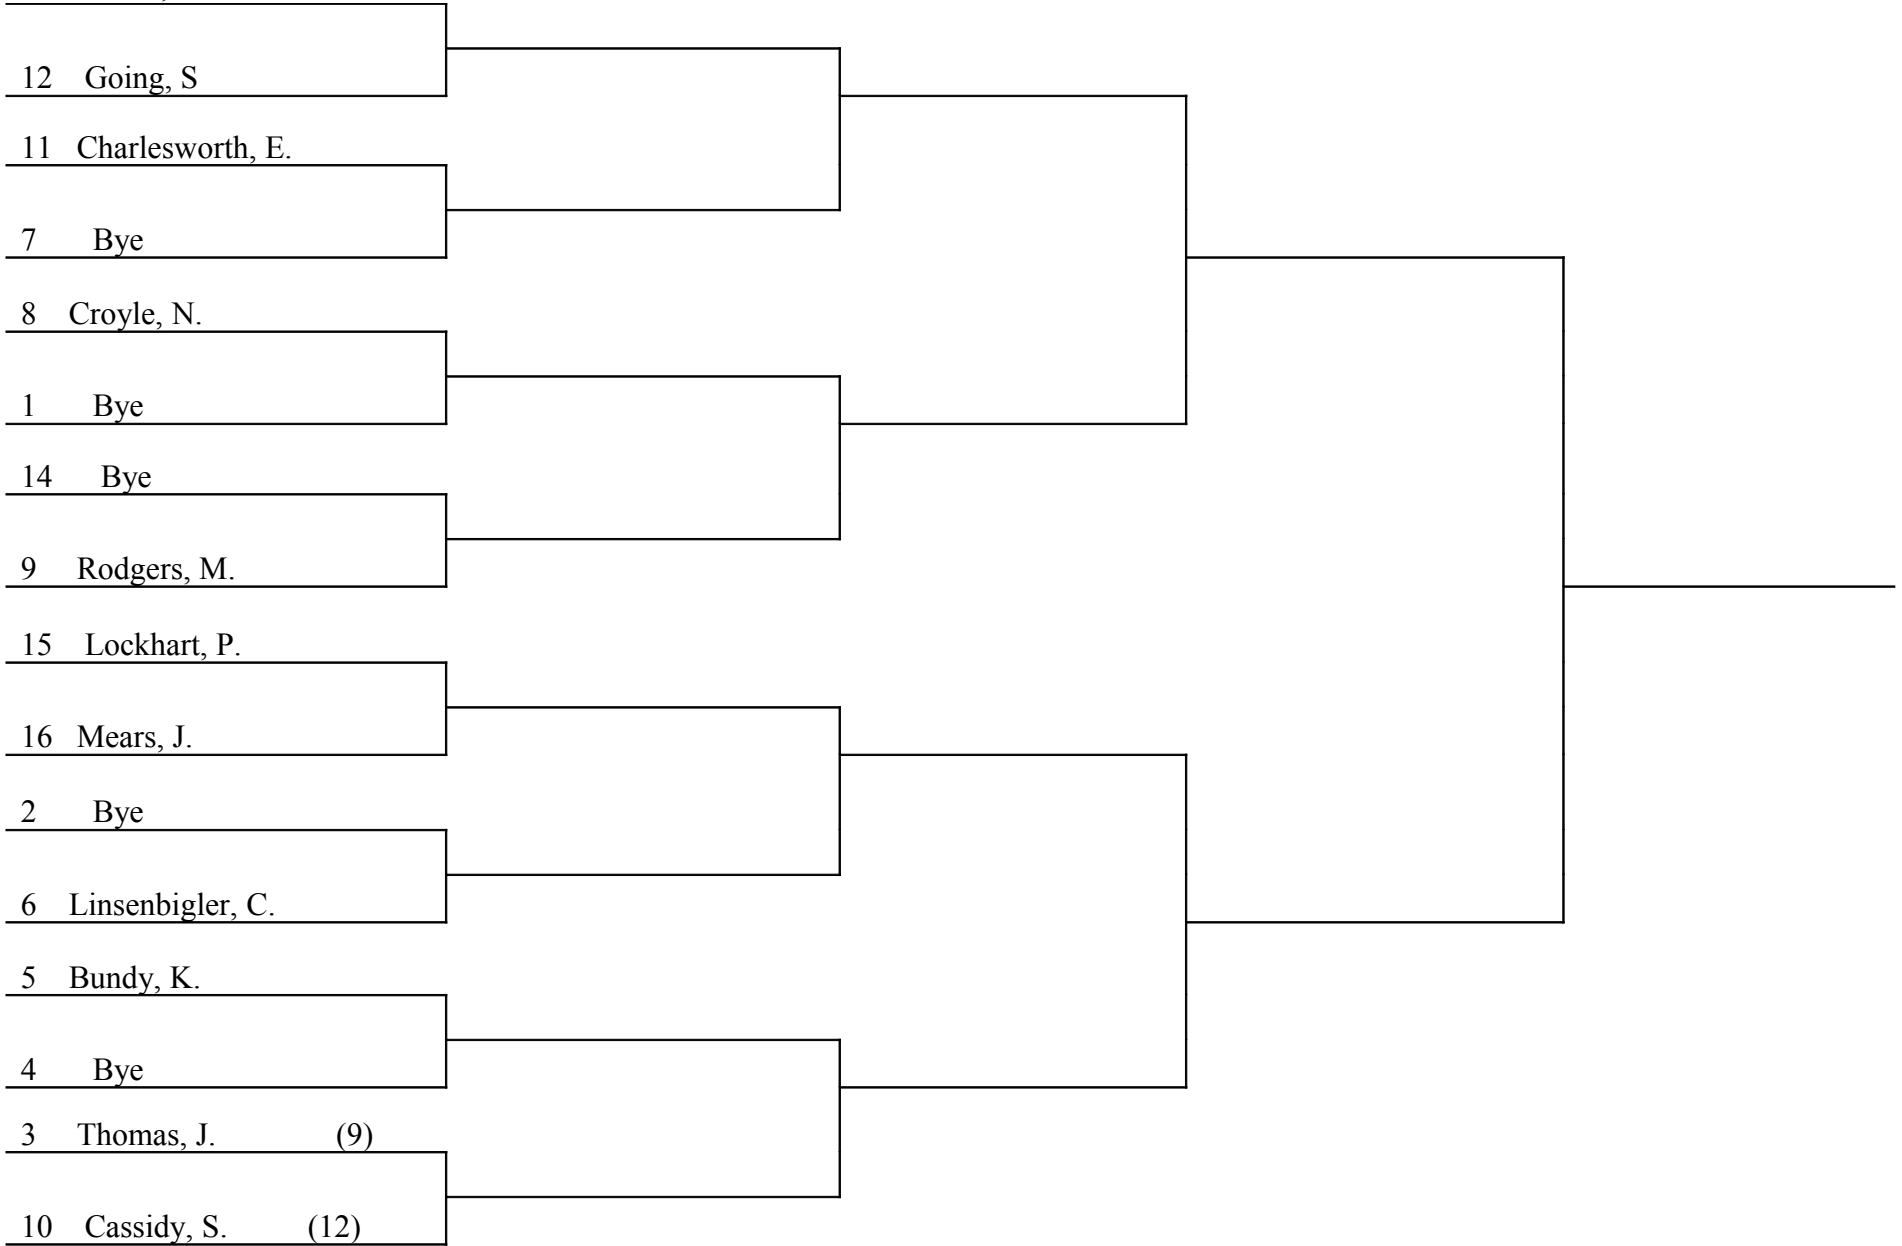 12 Going, S
11 Charlesworth, E.
7 Bye
8 Croyle, N.
1 Bye
14 Bye
9 Rodgers, M.
15 Lockhart, P.
16 Mears, J.
2 Bye
6 Linsenbigler, C.
5 Bundy, K.
4 Bye
3 Thomas, J. (9)
10 Cassidy, S. (12)